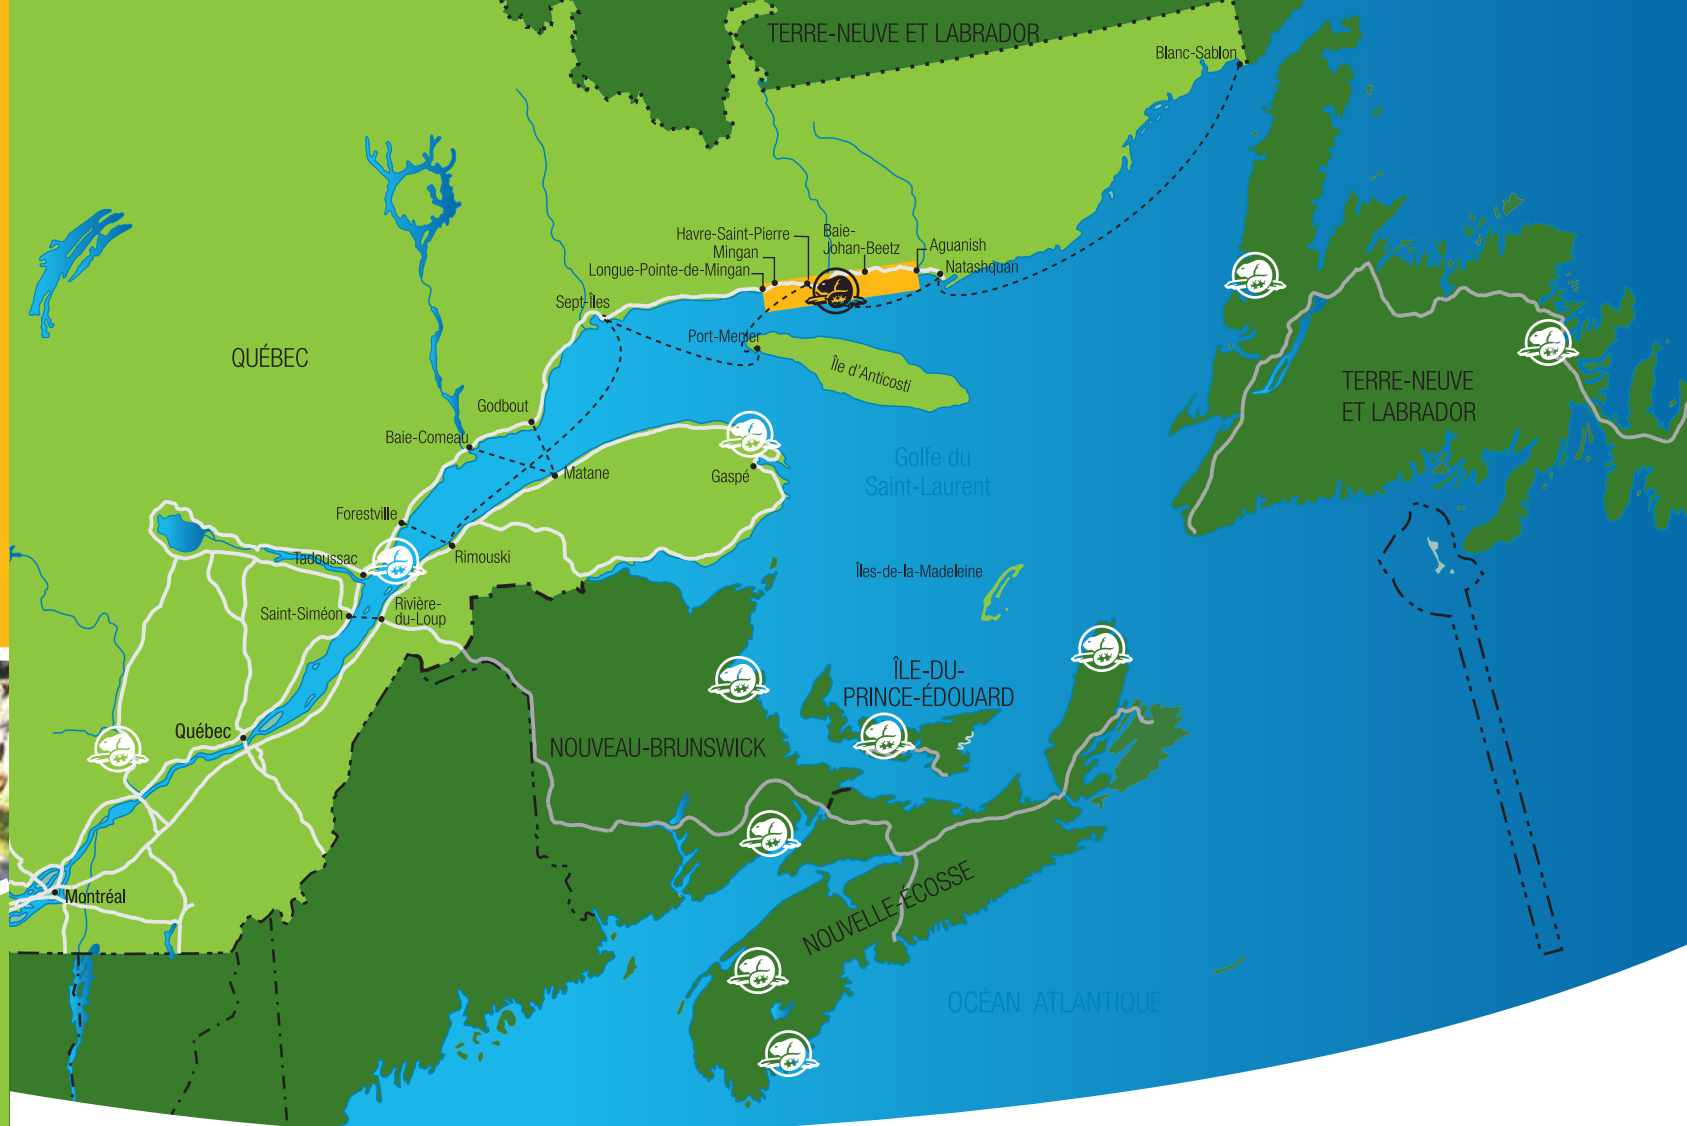 TERRE-NEUVE ET LABRADOR
Blanc-Sablon
Havre-Saint-Pierre
Mingan
Longue-Pointe-de-Mingan
Baie-
Johan-Beetz
Aguanish
Natashquan
Sept-Îles
Port-Menier
Île d'Anticosti
QUÉBEC
TERRE-NEUVE
ET LABRADOR
Godbout
Baie-Comeau
Matane
Gaspé
Golfe du
Saint-Laurent
Forestville
Tadoussac
Rimouski
Îles-de-la-Madeleine
Saint-Siméon
Rivière-
du-Loup
ÎLE-DU-
PRINCE-ÉDOUARD
Québec
NOUVEAU-BRUNSWICK
Montréal
NOUVELLE-ÉCOSSE
OCÉAN ATLANTIQUE